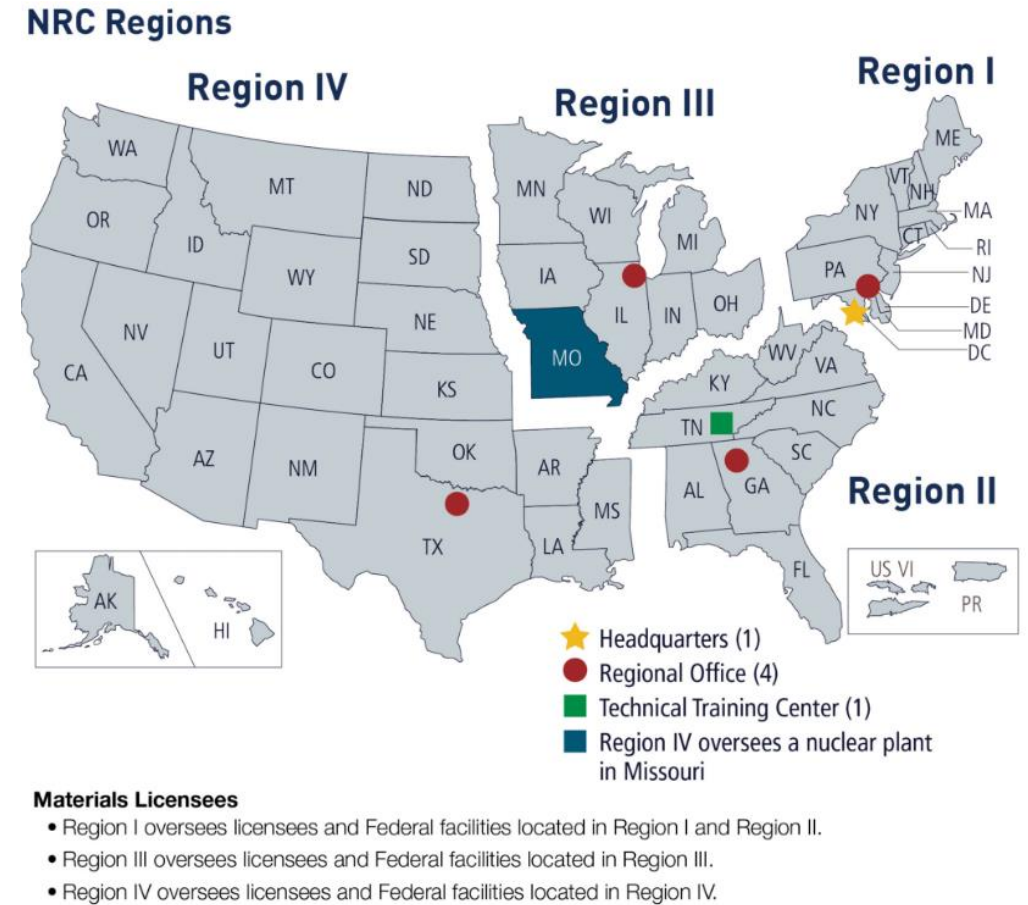 NRC Regions
Region IV
Region III
Region I
WA
MT
ND
MN
ME
VT
NH
OR
ID
SD
WI
MI
NY
MA
CT
RI
WY
IA
PA
NJ
NV
NE
IL
IN
OH
DE
MD
DC
UT
CO
CA
KS
MO
WV
VA
KY
NC
TN
AZ
NM
OK
AR
SC
MS
AL
GA
Region II
TX
LA
FL
AK
HI
US VI
PR
Headquarters (1)
Regional Office (4)
Technical Training Center (1)
Region IV oversees a nuclear plant
in Missouri
Materials Licensees
• Region I oversees licensees and Federal facilities located in Region I and Region II.
• Region III oversees licensees and Federal facilities located in Region III.
• Region IV oversees licensees and Federal facilities located in Region IV.